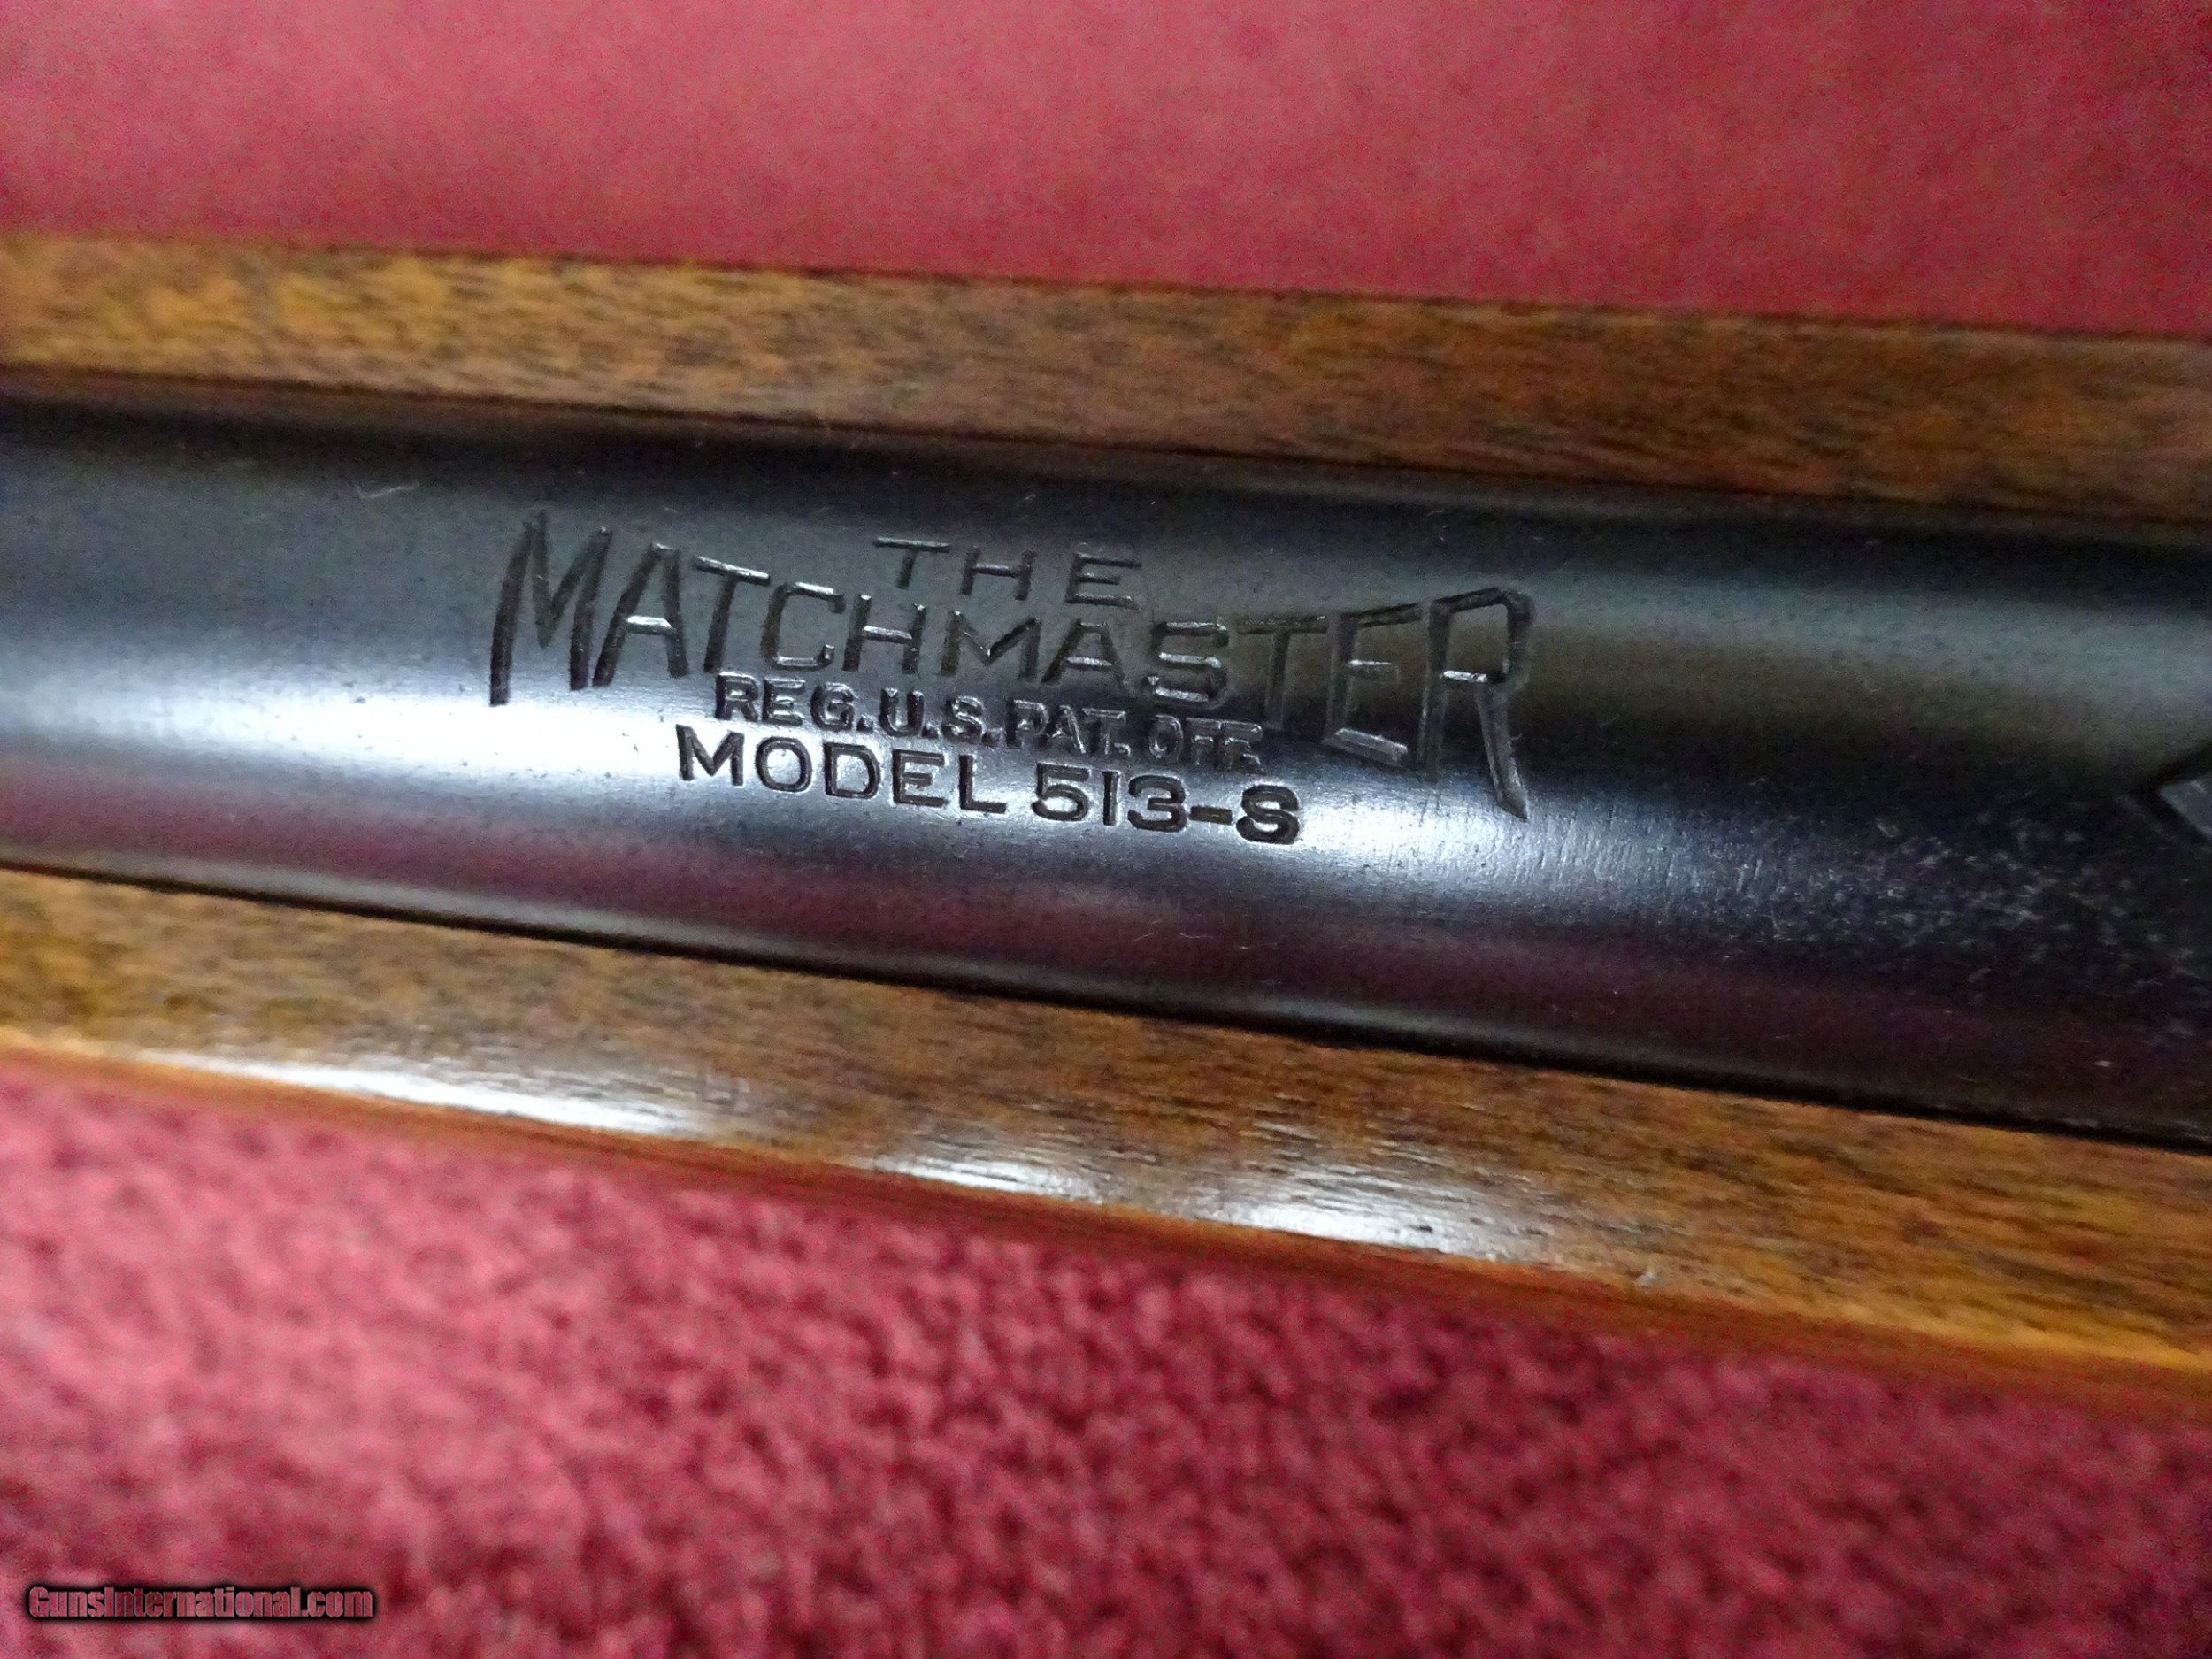 THE
MATCHMASTER
REG. U.S. PAT. OFF.
MODEL 513-S
GunsInternational.com